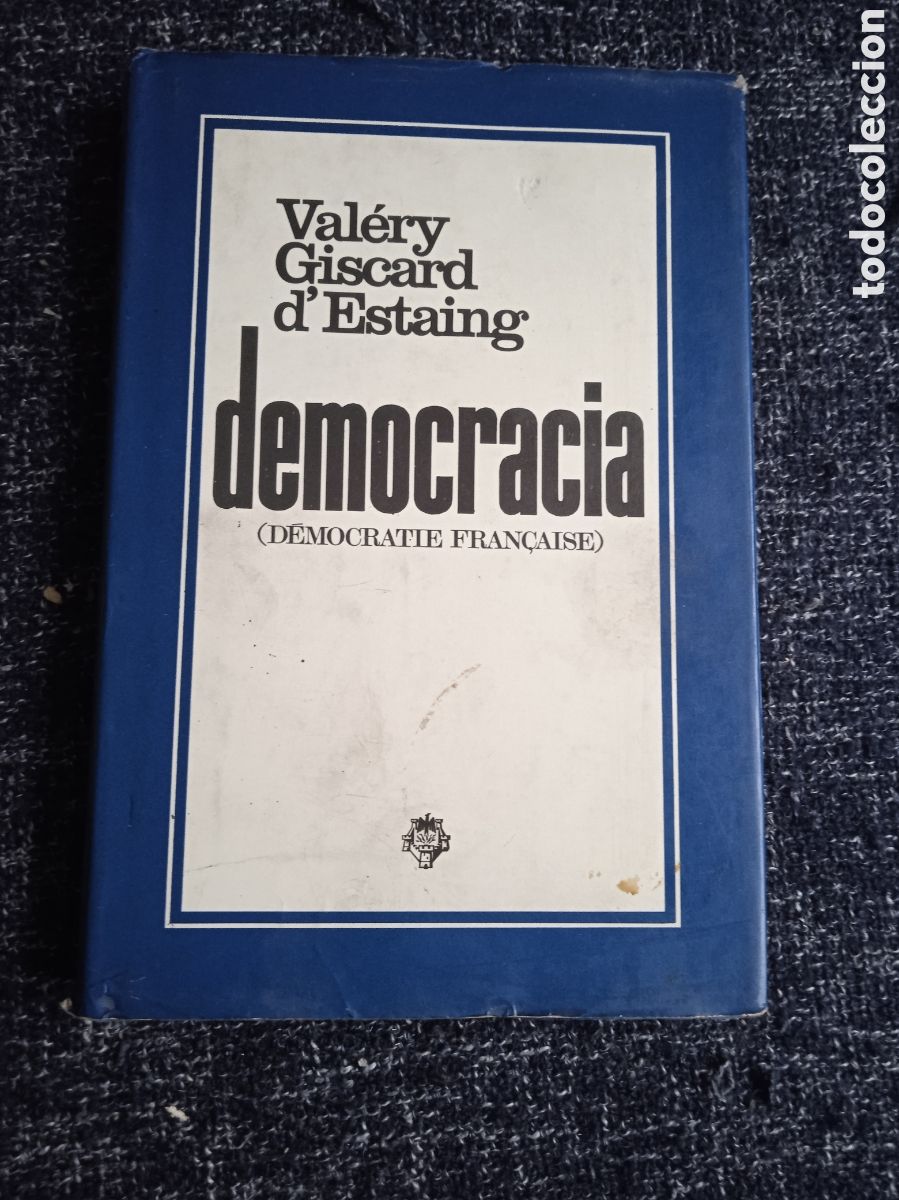 Valéry
Giscard
d'Estaing
democracia
(DÉMOCRATIE FRANÇAISE)
todocoleccion